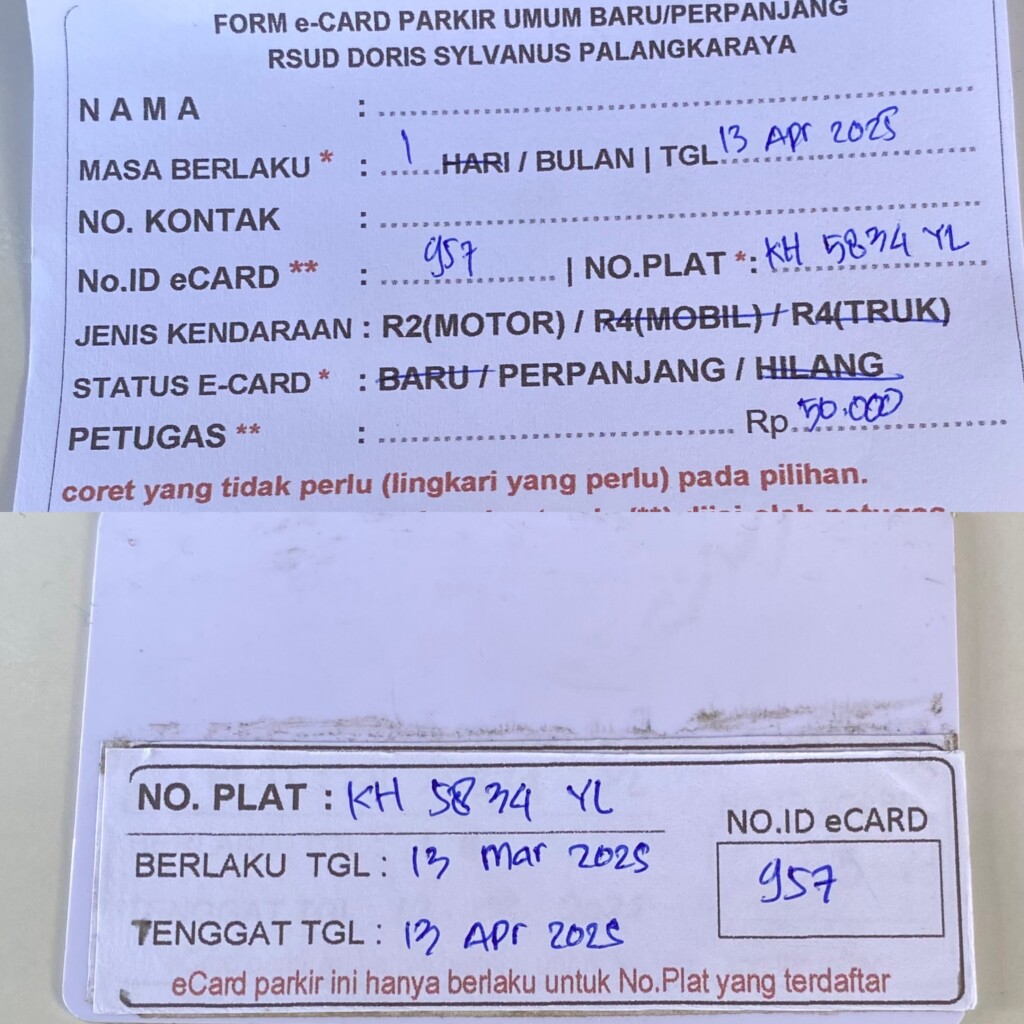 FORM e-CARD PARKIR UMUM BARU/PERPANJANG
RSUD DORIS SYLVANUS PALANGKARAYA
N A M A : ........................
MASA BERLAKU * : 1 HARI / BULAN | TGL 13 Apr 2025
NO. KONTAK : ........................
No.ID eCARD ** : 957 | NO.PLAT *: KH 5834 YL
JENIS KENDARAAN : R2(MOTOR) / R4(MOBIL) / R4(TRUK)
STATUS E-CARD * : BARU / PERPANJANG / HILANG
PETUGAS ** : ........................ Rp. 50.000
coret yang tidak perlu (lingkari yang perlu) pada pilihan.
NO. PLAT : KH 5834 YL
BERLAKU TGL : 13 Mar 2025
TENGGAT TGL : 13 Apr 2025
NO.ID eCARD
957
eCard parkir ini hanya berlaku untuk No.Plat yang terdaftar